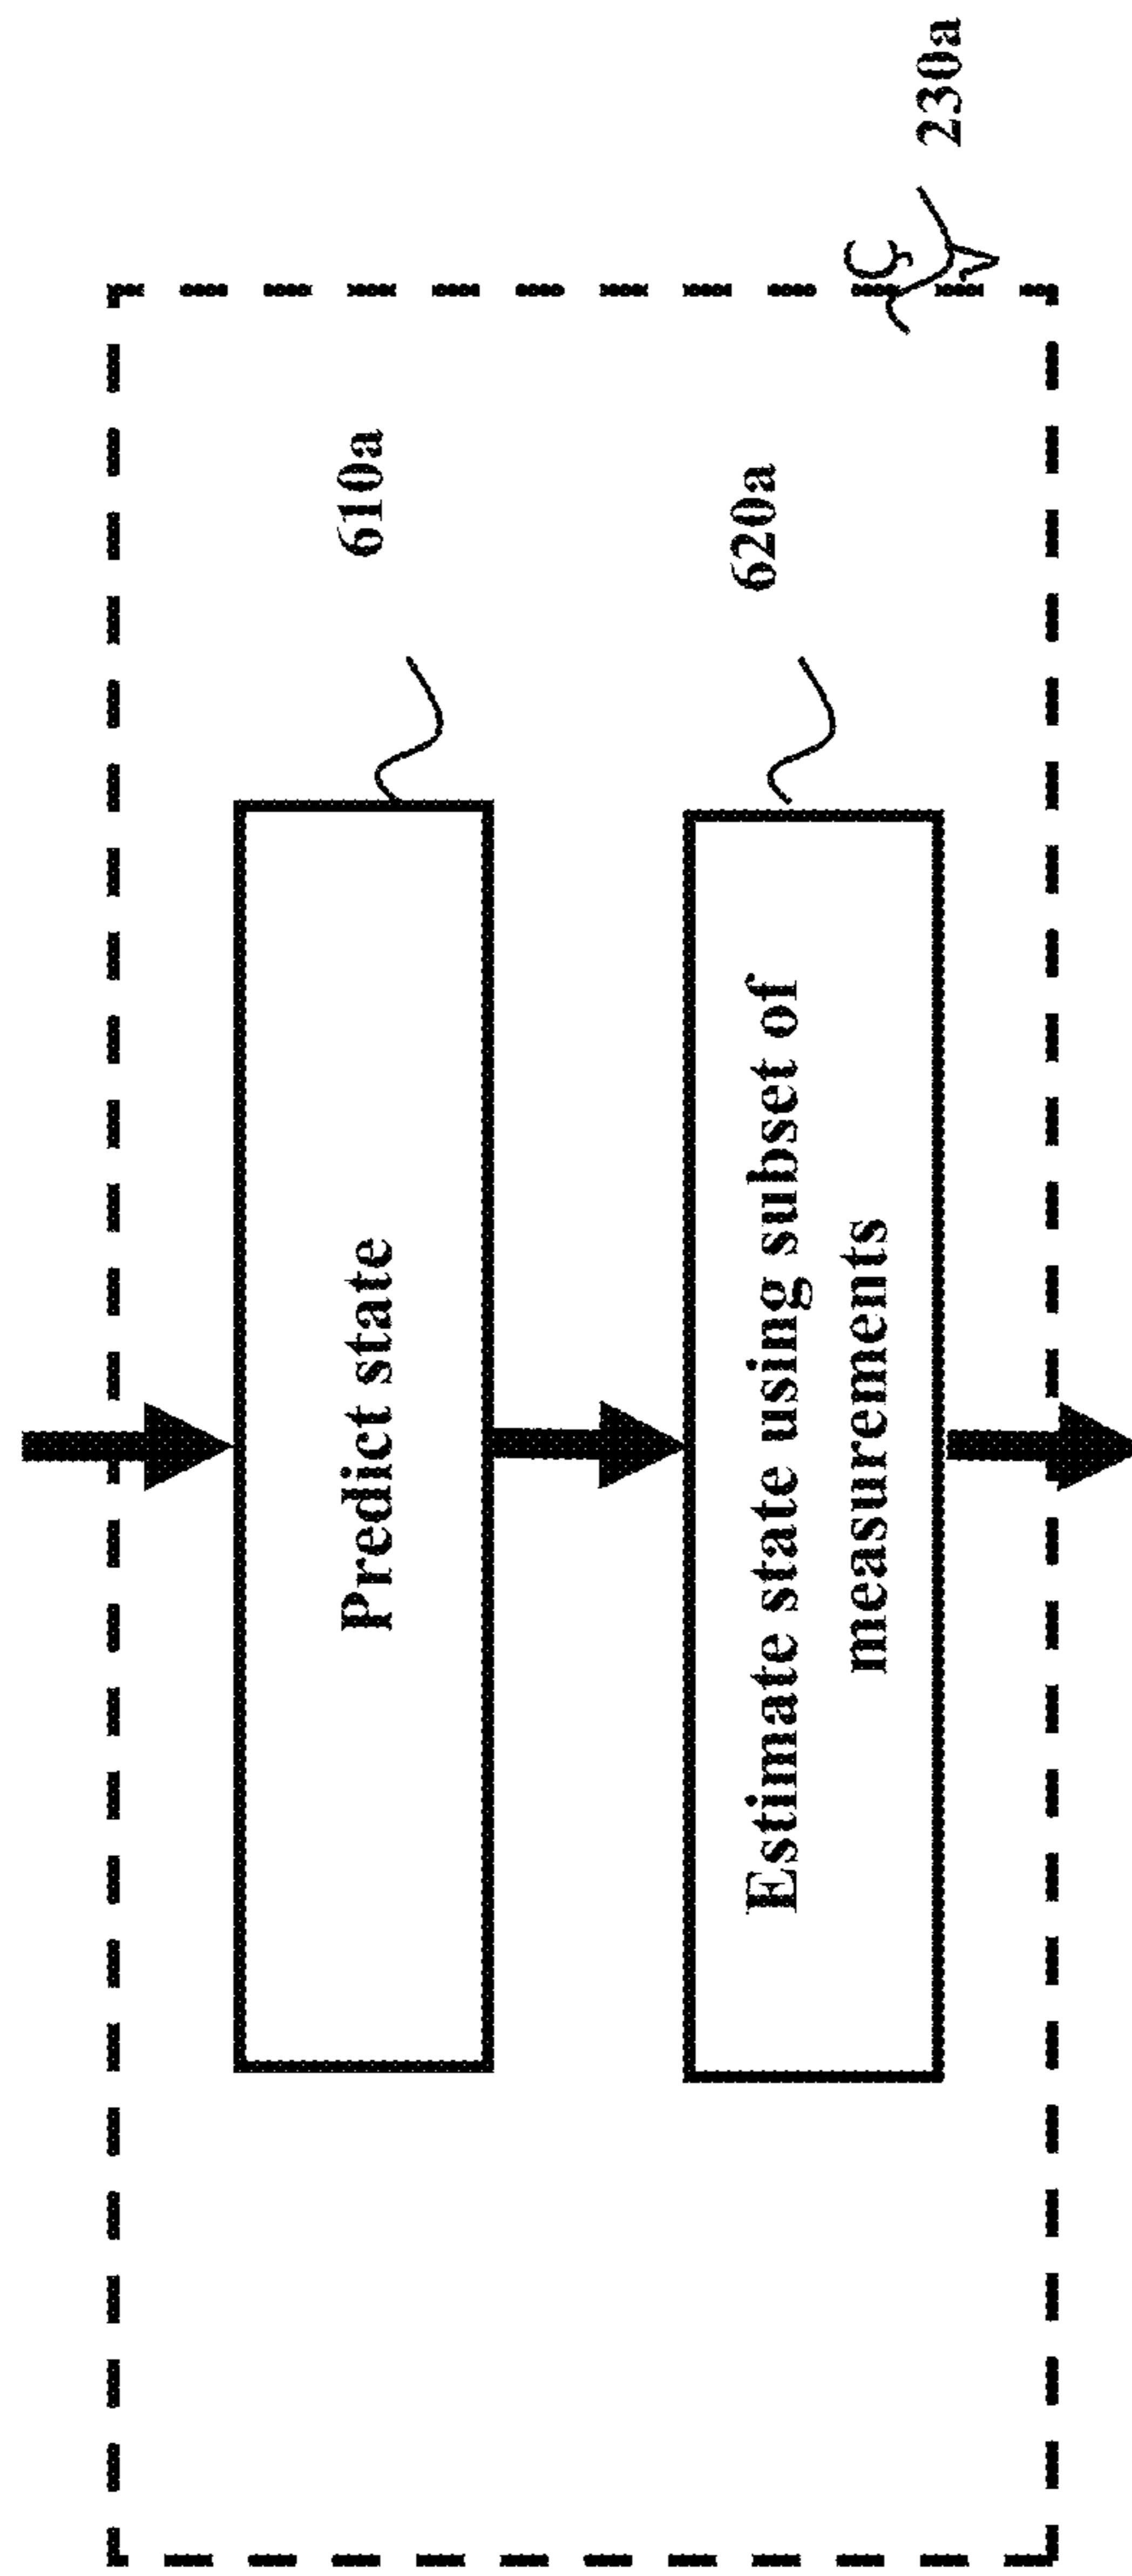 610a
Predict state
620a
Estimate state using subset of
measurements
230a